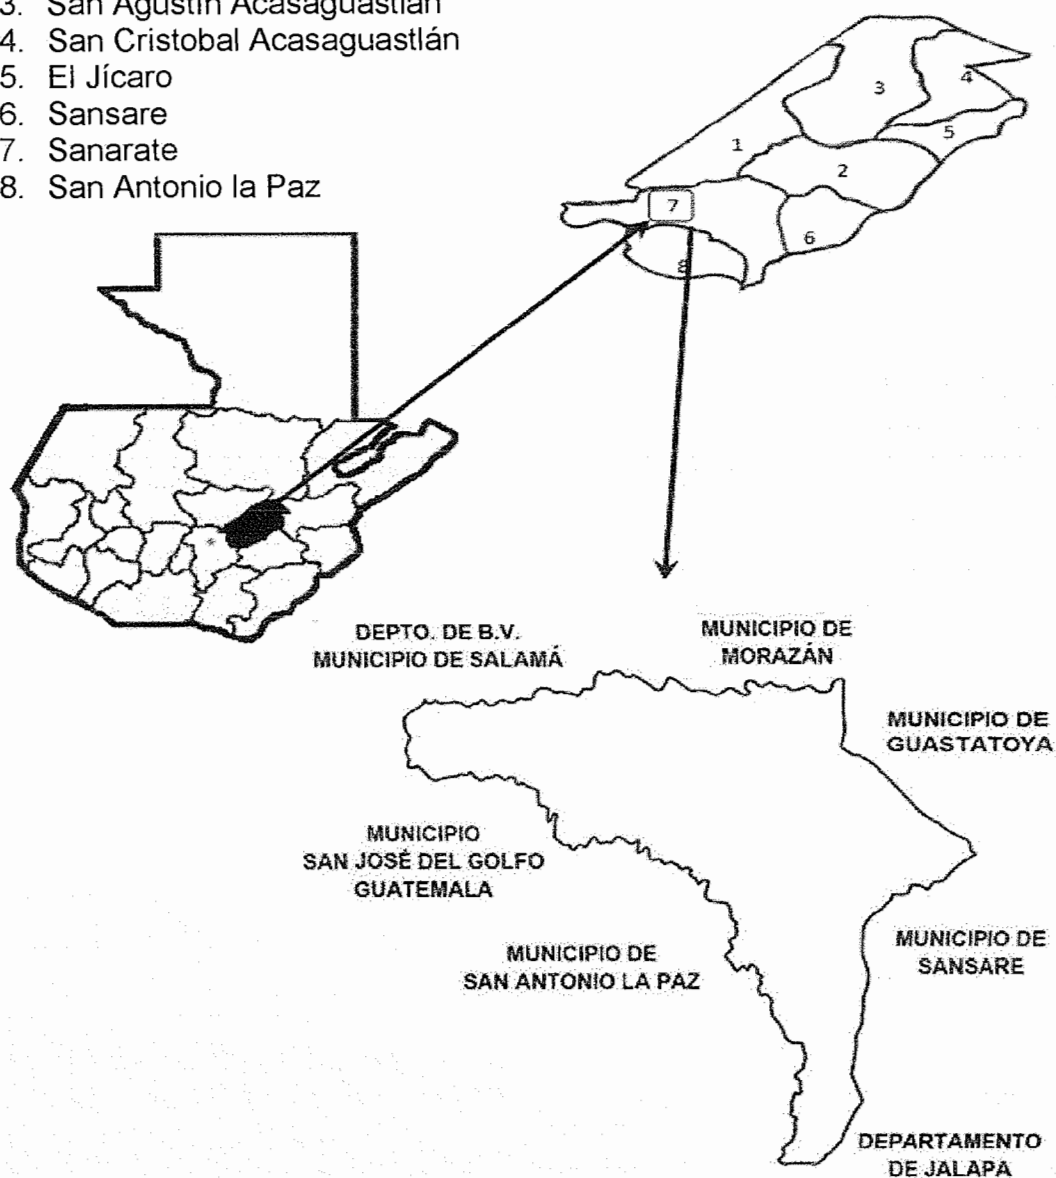 3. San Agustín Acasaguastlán
4. San Cristobal Acasaguastlán
5. El Jícaro
6. Sansare
7. Sanarate
8. San Antonio la Paz
3
4
5
1
2
7
6
8
DEPTO. DE B.V.
MUNICIPIO DE SALAMÁ
MUNICIPIO DE
MORAZÁN
MUNICIPIO DE
GUASTATOYA
MUNICIPIO
SAN JOSÉ DEL GOLFO
GUATEMALA
MUNICIPIO DE
SAN ANTONIO LA PAZ
MUNICIPIO DE
SANSARE
DEPARTAMENTO
DE JALAPA